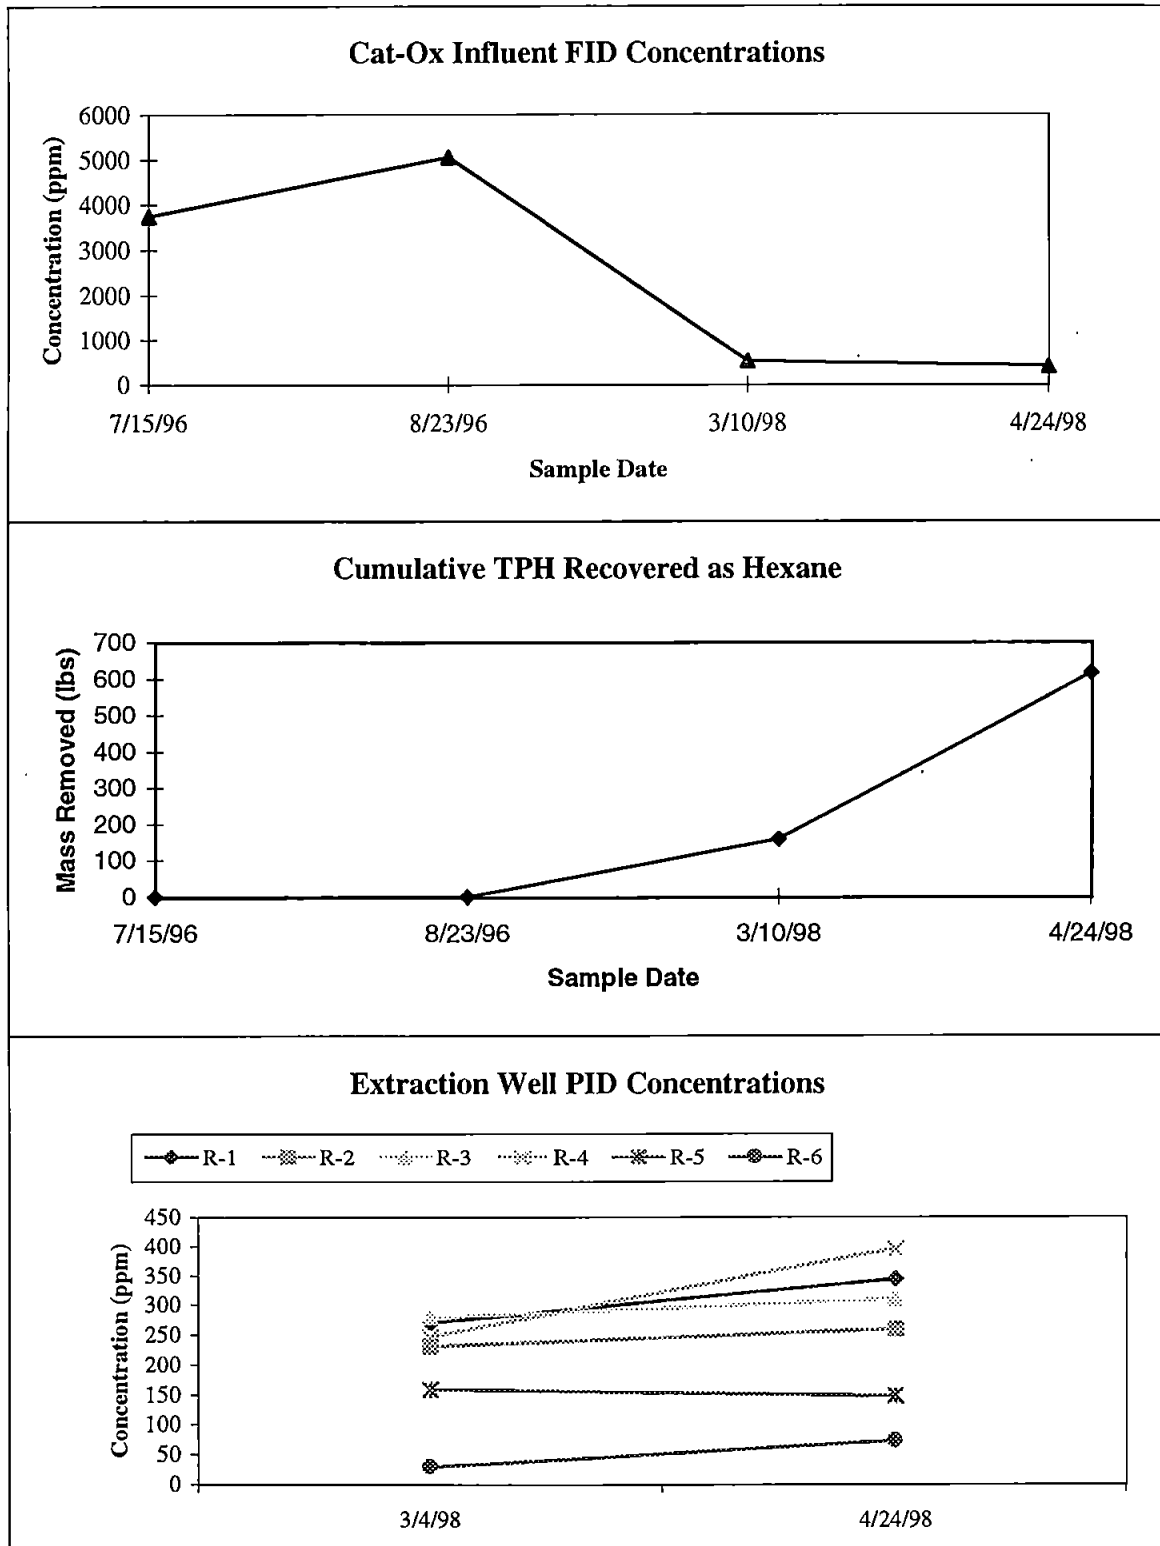 Cat-Ox Influent FID Concentrations
Concentration (ppm)
6000
5000
4000
3000
2000
1000
0
7/15/96 8/23/96 3/10/98 4/24/98
Sample Date
Cumulative TPH Recovered as Hexane
Mass Removed (lbs)
700
600
500
400
300
200
100
0
7/15/96 8/23/96 3/10/98 4/24/98
Sample Date
Extraction Well PID Concentrations
R-1 R-2 R-3 R-4 R-5 R-6
Concentration (ppm)
450
400
350
300
250
200
150
100
50
0
3/4/98 4/24/98